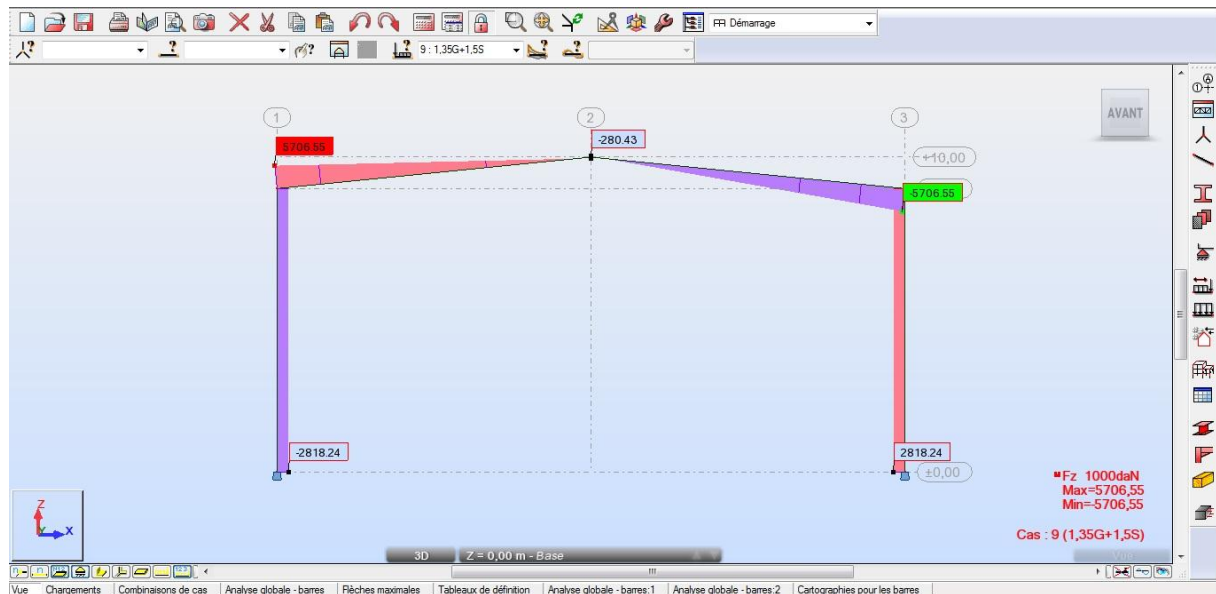 FA Démarrage
9 : 1,35G+1,5S
AVANT
1
2
3
5706.55
-280.43
+10,00
-5706.55
-2818.24
2818.24
±0,00
Fz 1000daN
Max=5706,55
Min=-5706,55
Cas : 9 (1,35G+1,5S)
Z
X
3D
Z = 0,00 m - Base
Vue
Vue Chargements Combinaisons de cas Analyse globale - barres Flèches maximales Tableaux de définition Analyse globale - barres:1 Analyse globale - barres:2 Cartographies pour les barres